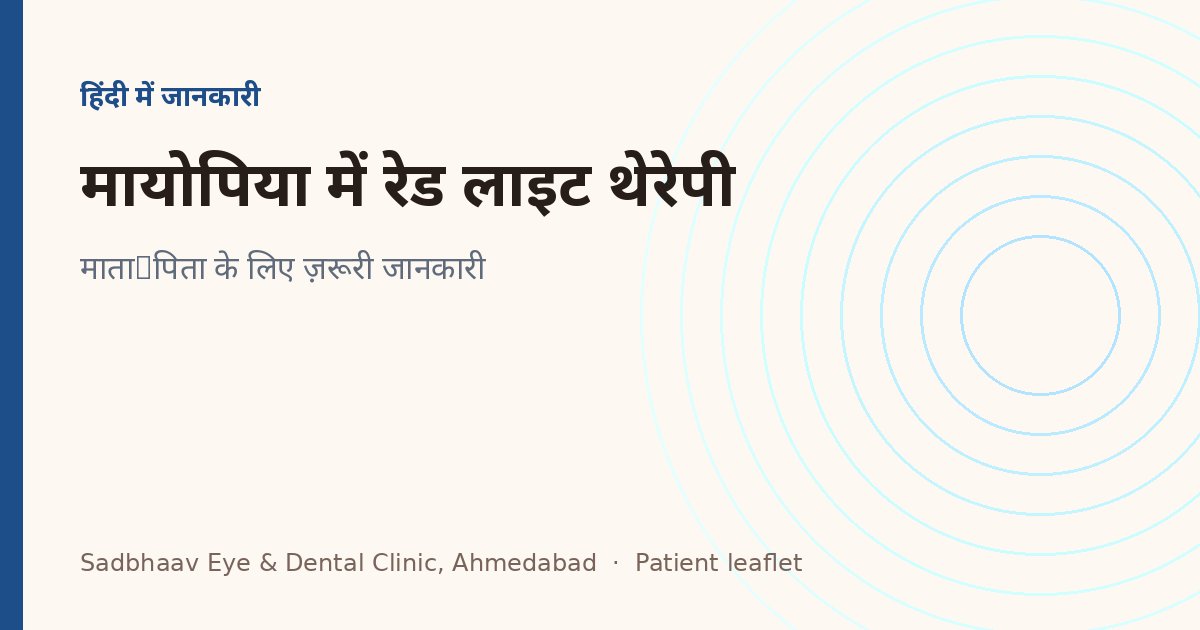 हिंदी में जानकारी
मायोपिया में रेड लाइट थेरेपी
माता▯पिता के लिए ज़रूरी जानकारी
Sadbhaav Eye & Dental Clinic, Ahmedabad · Patient leaflet